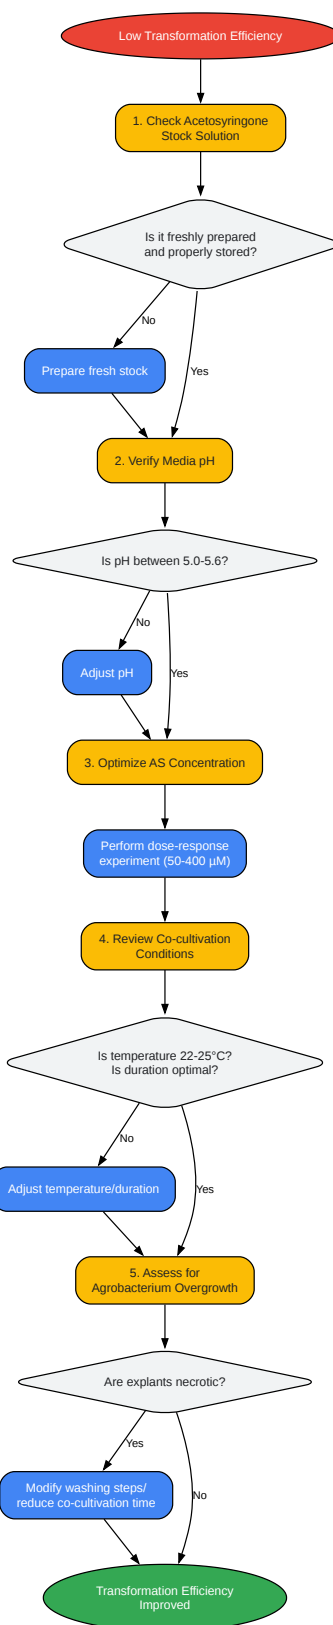 Low Transformation Efficiency
1. Check Acetosyringone
Stock Solution
Is it freshly prepared
and properly stored?
No
Yes
Prepare fresh stock
2. Verify Media pH
Is pH between 5.0-5.6?
No
Yes
Adjust pH
3. Optimize AS Concentration
Perform dose-response
experiment (50-400 µM)
4. Review Co-cultivation
Conditions
Is temperature 22-25°C?
Is duration optimal?
No
Yes
Adjust temperature/duration
5. Assess for
Agrobacterium Overgrowth
Are explants necrotic?
Yes
No
Modify washing steps/
reduce co-cultivation time
Transformation Efficiency
Improved